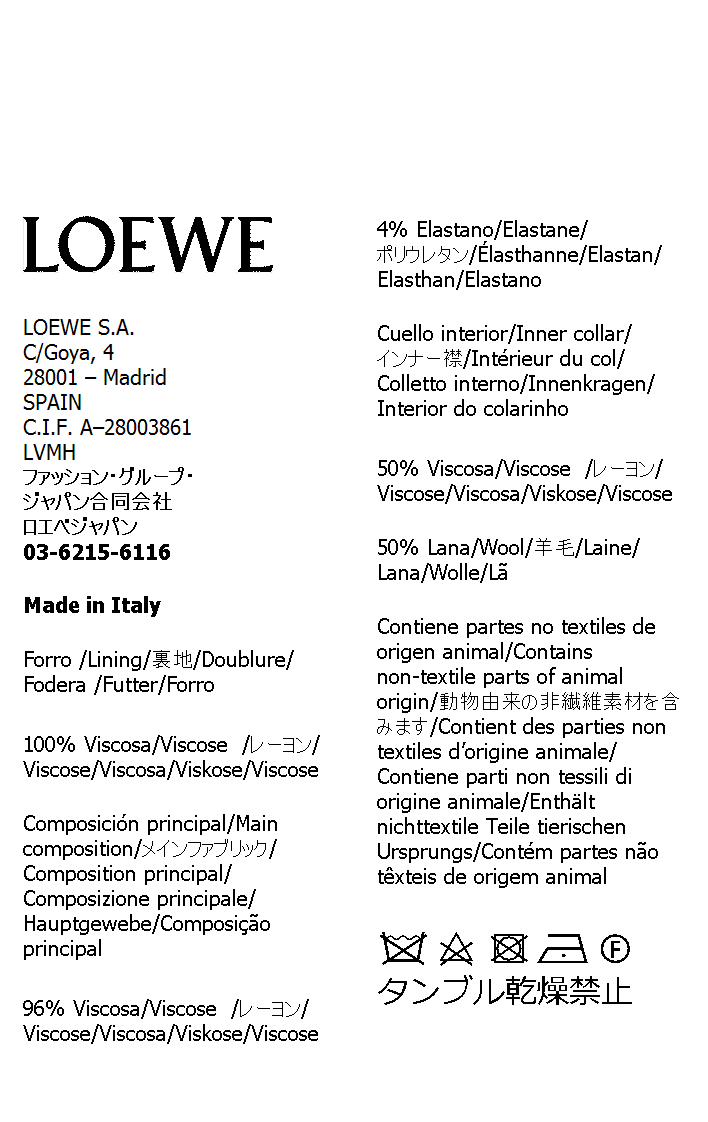 LOEWE
LOEWE S.A.
C/Goya, 4
28001 – Madrid
SPAIN
C.I.F. A–28003861
LVMH
ファッション・グループ・
ジャパン合同会社
ロエベジャパン
03-6215-6116
Made in Italy
Forro /Lining/裏地/Doublure/
Fodera /Futter/Forro
100% Viscosa/Viscose /レーヨン/
Viscose/Viscosa/Viskose/Viscose
Composición principal/Main
composition/メインファブリック/
Composition principal/
Composizione principale/
Hauptgewebe/Composição
principal
96% Viscosa/Viscose /レーヨン/
Viscose/Viscosa/Viskose/Viscose
4% Elastano/Elastane/
ポリウレタン/Élasthanne/Elastan/
Elasthan/Elastano
Cuello interior/Inner collar/
インナー襟/Intérieur du col/
Colletto interno/Innenkragen/
Interior do colarinho
50% Viscosa/Viscose /レーヨン/
Viscose/Viscosa/Viskose/Viscose
50% Lana/Wool/羊毛/Laine/
Lana/Wolle/Lã
Contiene partes no textiles de
origen animal/Contains
non-textile parts of animal
origin/動物由来の非繊維素材を含
みます/Contient des parties non
textiles d’origine animale/
Contiene parti non tessili di
origine animale/Enthält
nichttextile Teile tierischen
Ursprungs/Contém partes não
têxteis de origem animal
F
タンブル乾燥禁止